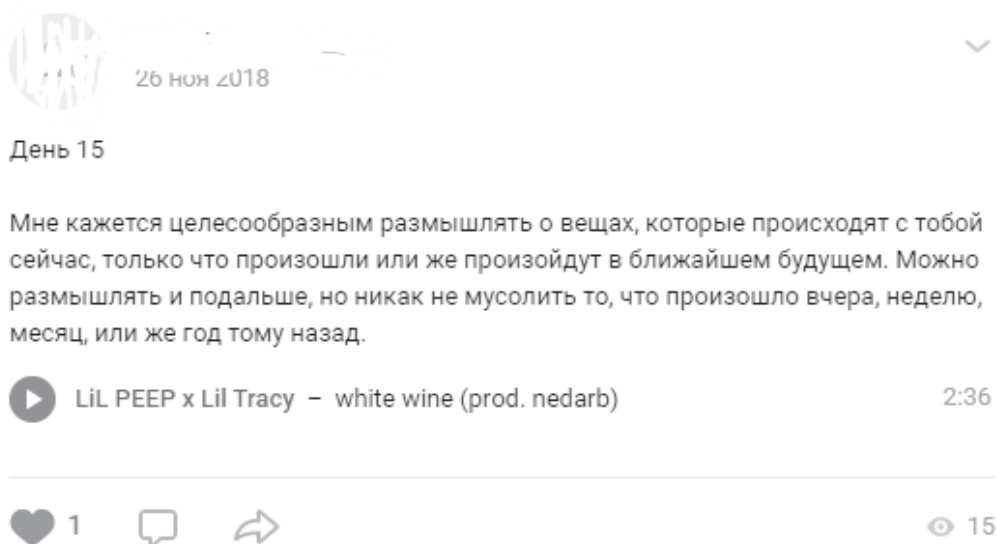 26 ноя 2018
День 15
Мне кажется целесообразным размышлять о вещах, которые происходят с тобой
сейчас, только что произошли или же произойдут в ближайшем будущем. Можно
размышлять и подальше, но никак не мусолить то, что произошло вчера, неделю,
месяц, или же год тому назад.
LiL PEEP x Lil Tracy – white wine (prod. nedarb) 2:36
1 15